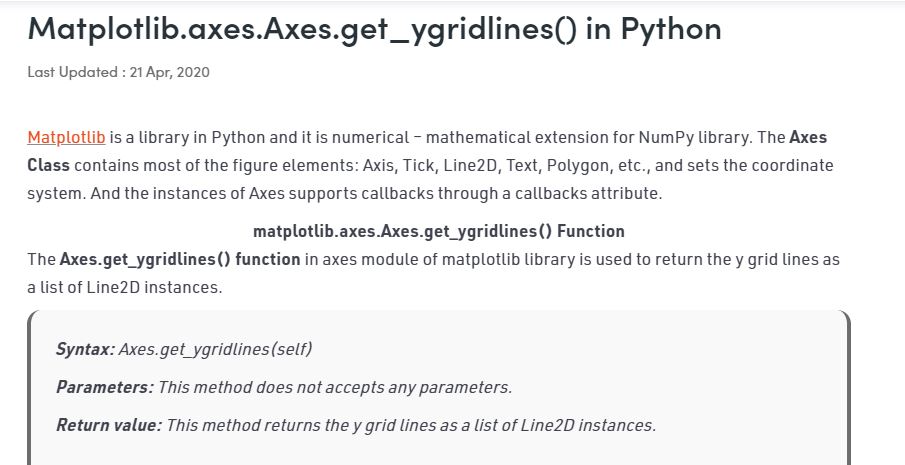 Matplotlib.axes.Axes.get_ygridlines() in Python
Last Updated : 21 Apr, 2020
Matplotlib is a library in Python and it is numerical – mathematical extension for NumPy library. The Axes
Class contains most of the figure elements: Axis, Tick, Line2D, Text, Polygon, etc., and sets the coordinate
system. And the instances of Axes supports callbacks through a callbacks attribute.
matplotlib.axes.Axes.get_ygridlines() Function
The Axes.get_ygridlines() function in axes module of matplotlib library is used to return the y grid lines as
a list of Line2D instances.
Syntax: Axes.get_ygridlines(self)
Parameters: This method does not accepts any parameters.
Return value: This method returns the y grid lines as a list of Line2D instances.